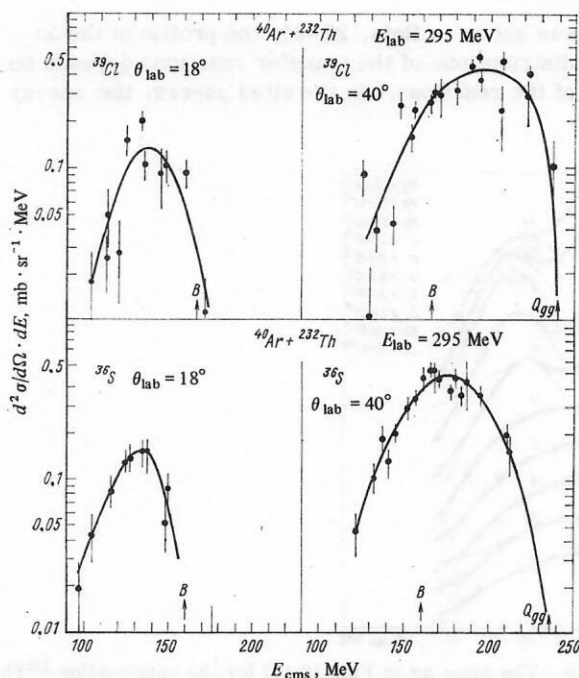 ⁴⁰Ar + ²³²Th E_lab = 295 MeV
³⁹Cl θ_lab = 18°
³⁹Cl
θ_lab = 40°
0.5
0.1
0.05
B
B
Q_gg
⁴⁰Ar + ²³²Th E_lab = 295 MeV
³⁶S θ_lab = 18°
³⁶S
θ_lab = 40°
0.5
0.1
0.05
0.01
B
B
Q_gg
d²σ/dΩ · dE, mb · sr⁻¹ · MeV
100 150 200 100 150 200 250
E_cms, MeV